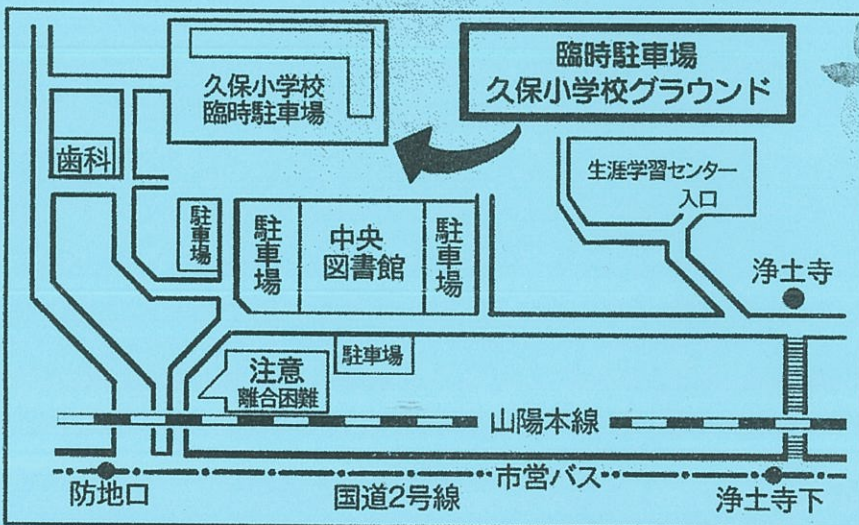 臨時駐車場
久保小学校グラウンド
久保小学校
臨時駐車場
歯科
生涯学習センター
入口
駐車場
駐車場
中央
図書館
駐車場
浄土寺
駐車場
注意
離合困難
山陽本線
市営バス
防地口
国道2号線
浄土寺下